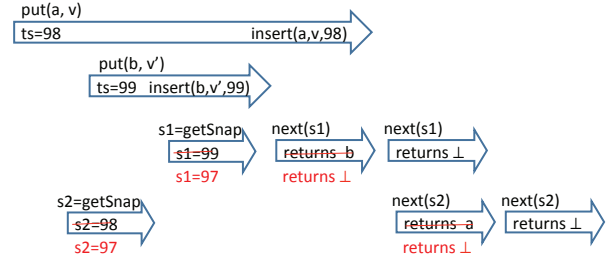 put(a, v)
ts=98 insert(a,v,98)
put(b, v’)
ts=99 insert(b,v’,99)
s1=getSnap next(s1) next(s1)
s1=99 returns b returns ⊥
s1=97 returns ⊥
s2=getSnap next(s2) next(s2)
s2=98 returns a returns ⊥
s2=97 returns ⊥